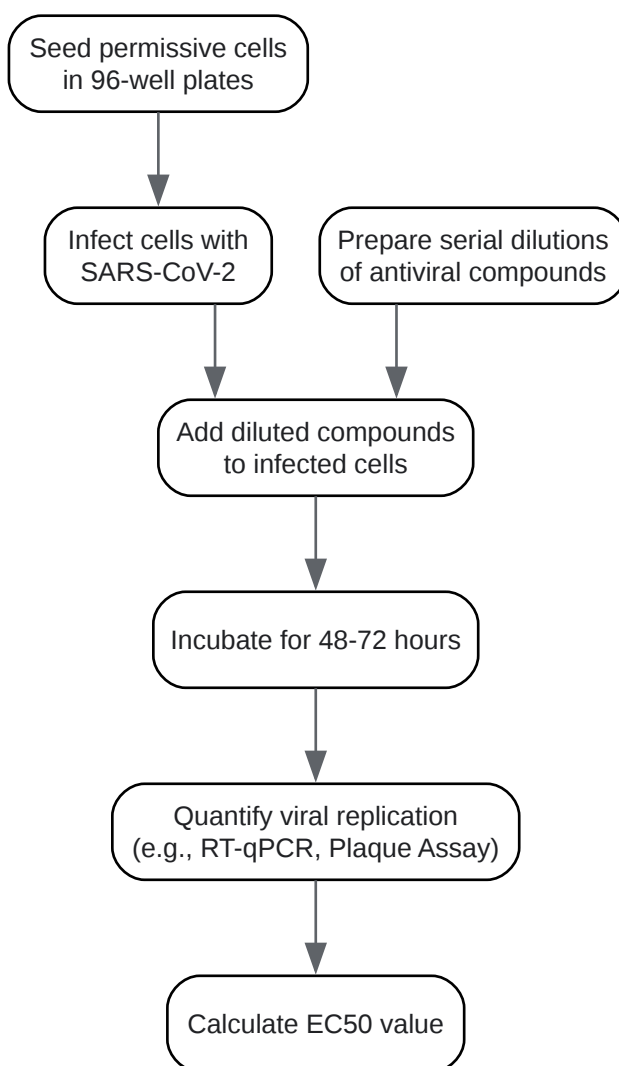 Seed permissive cells
in 96-well plates
Infect cells with
SARS-CoV-2
Prepare serial dilutions
of antiviral compounds
Add diluted compounds
to infected cells
Incubate for 48-72 hours
Quantify viral replication
(e.g., RT-qPCR, Plaque Assay)
Calculate EC50 value